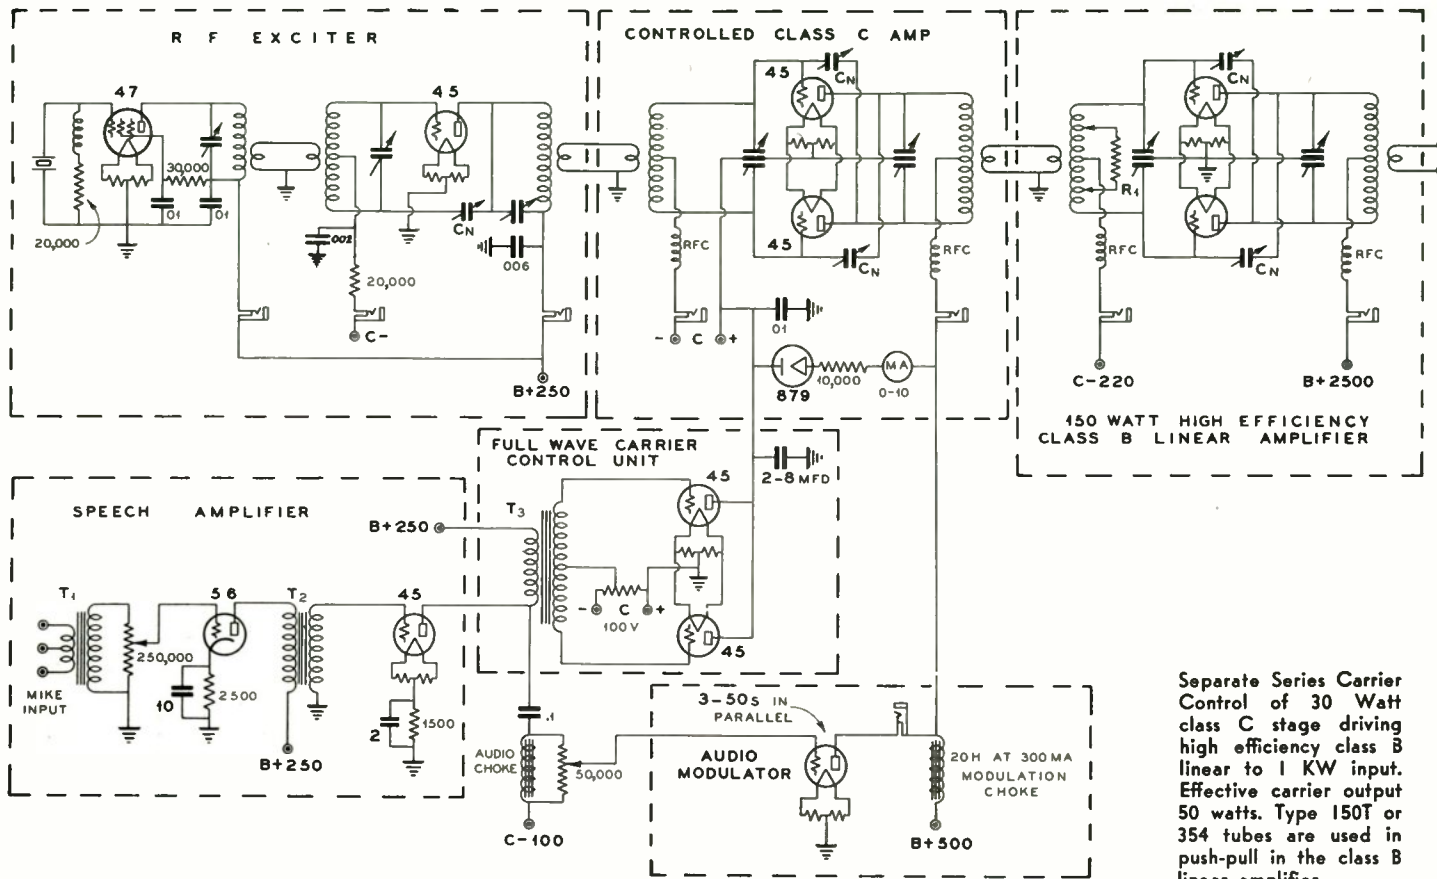 R F EXCITER
47
30,000
01
01
20,000
45
CN
.002
006
20,000
C-
B+250
CONTROLLED CLASS C AMP
45
CN
45
CN
RFC
RFC
- C +
01
879
10,000
MA
0-10
CN
R1
CN
RFC
RFC
C-220
B+2500
150 WATT HIGH EFFICIENCY
CLASS B LINEAR AMPLIFIER
FULL WAVE CARRIER
CONTROL UNIT
T3
B+250
45
2-8 MFD
- C +
100 V
45
SPEECH AMPLIFIER
T1
56
T2
45
250,000
MIKE
INPUT
10
2500
2
1500
B+250
.1
AUDIO
CHOKE
50,000
C-100
3-50s IN
PARALLEL
AUDIO
MODULATOR
20H AT 300 MA
MODULATION
CHOKE
B+500
Separate Series Carrier
Control of 30 Watt
class C stage driving
high efficiency class B
linear to 1 KW input.
Effective carrier output
50 watts. Type 150T or
354 tubes are used in
push-pull in the class B
linear amplifier